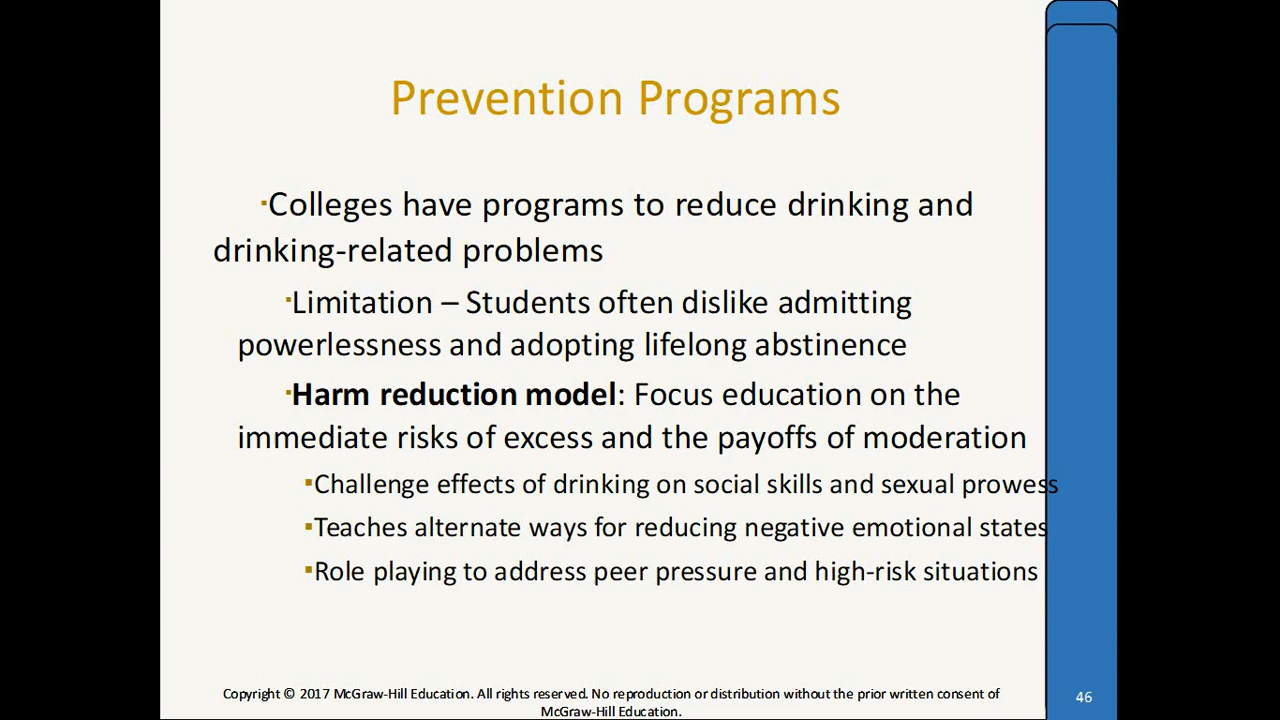 Prevention Programs
▪Colleges have programs to reduce drinking and
drinking-related problems
▪Limitation – Students often dislike admitting
powerlessness and adopting lifelong abstinence
▪Harm reduction model: Focus education on the
immediate risks of excess and the payoffs of moderation
▪Challenge effects of drinking on social skills and sexual prowess
▪Teaches alternate ways for reducing negative emotional states
▪Role playing to address peer pressure and high-risk situations
Copyright © 2017 McGraw-Hill Education. All rights reserved. No reproduction or distribution without the prior written consent of
McGraw-Hill Education.
46